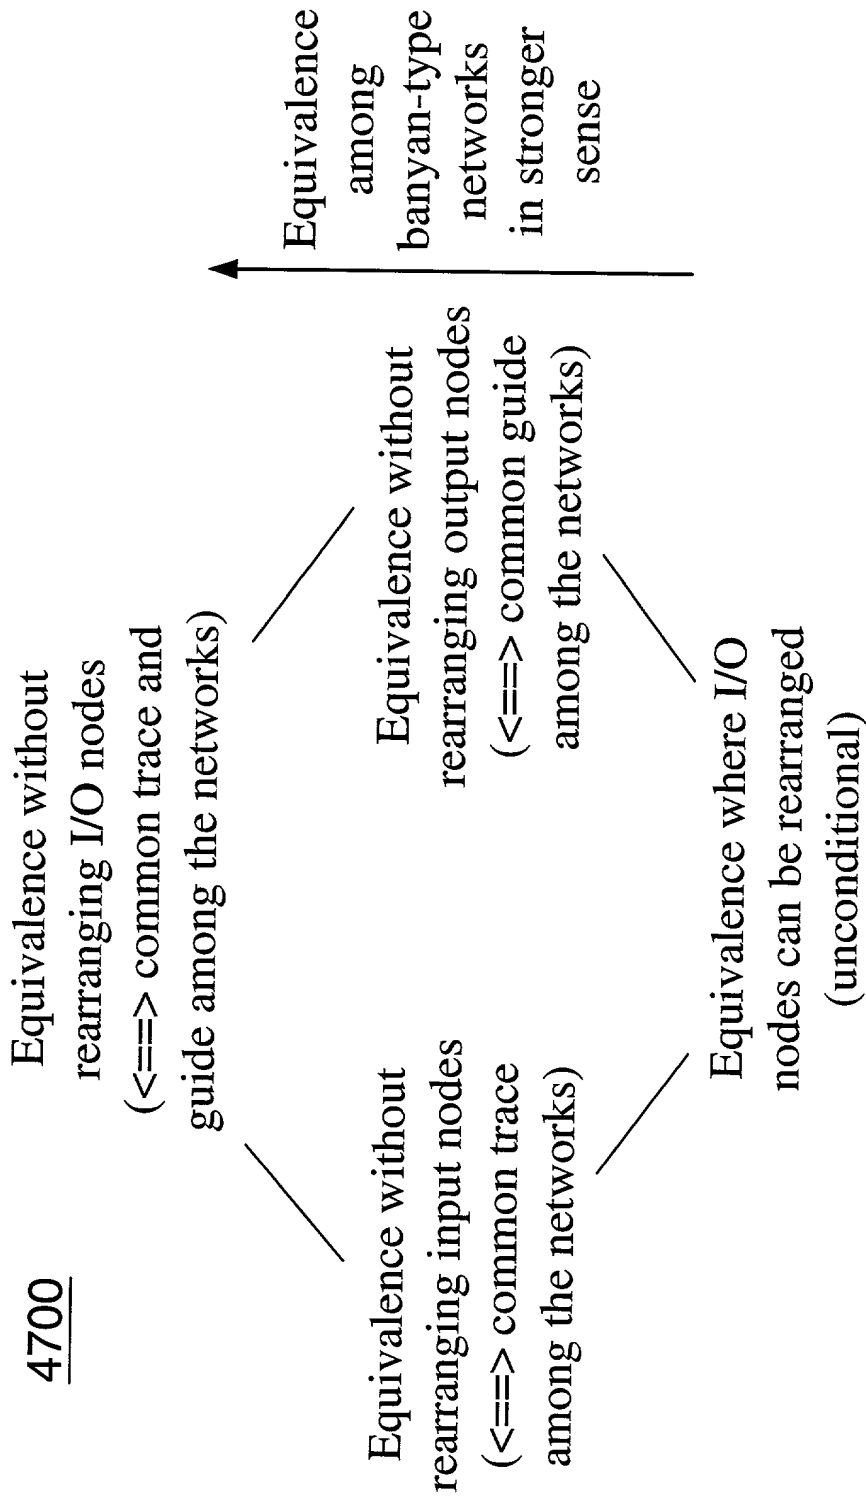 4700
Equivalence without
rearranging I/O nodes
(<==> common trace and
guide among the networks)
Equivalence without
rearranging input nodes
(<==> common trace
among the networks)
Equivalence without
rearranging output nodes
(<==> common guide
among the networks)
Equivalence where I/O
nodes can be rearranged
(unconditional)
Equivalence
among
banyan-type
networks
in stronger
sense